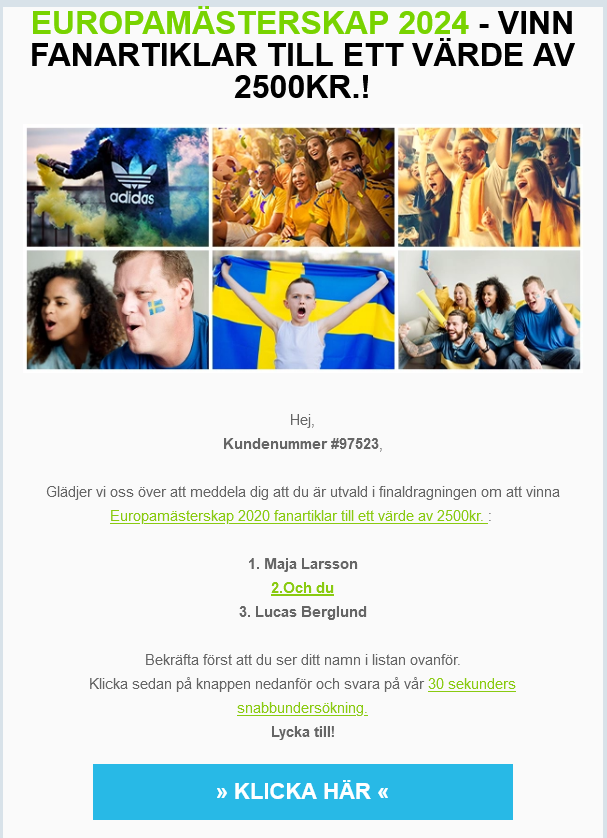 EUROPAMÄSTERSKAP 2024 - VINN
FANARTIKLAR TILL ETT VÄRDE AV
2500KR.!
adidas
Hej,
Kundenummer #97523,
Glädjer vi oss över att meddela dig att du är utvald i finaldragningen om att vinna
Europamästerskap 2020 fanartiklar till ett värde av 2500kr. :
1. Maja Larsson
2.Och du
3. Lucas Berglund
Bekräfta först att du ser ditt namn i listan ovanför.
Klicka sedan på knappen nedanför och svara på vår 30 sekunders
snabbundersökning.
Lycka till!
» KLICKA HÄR «